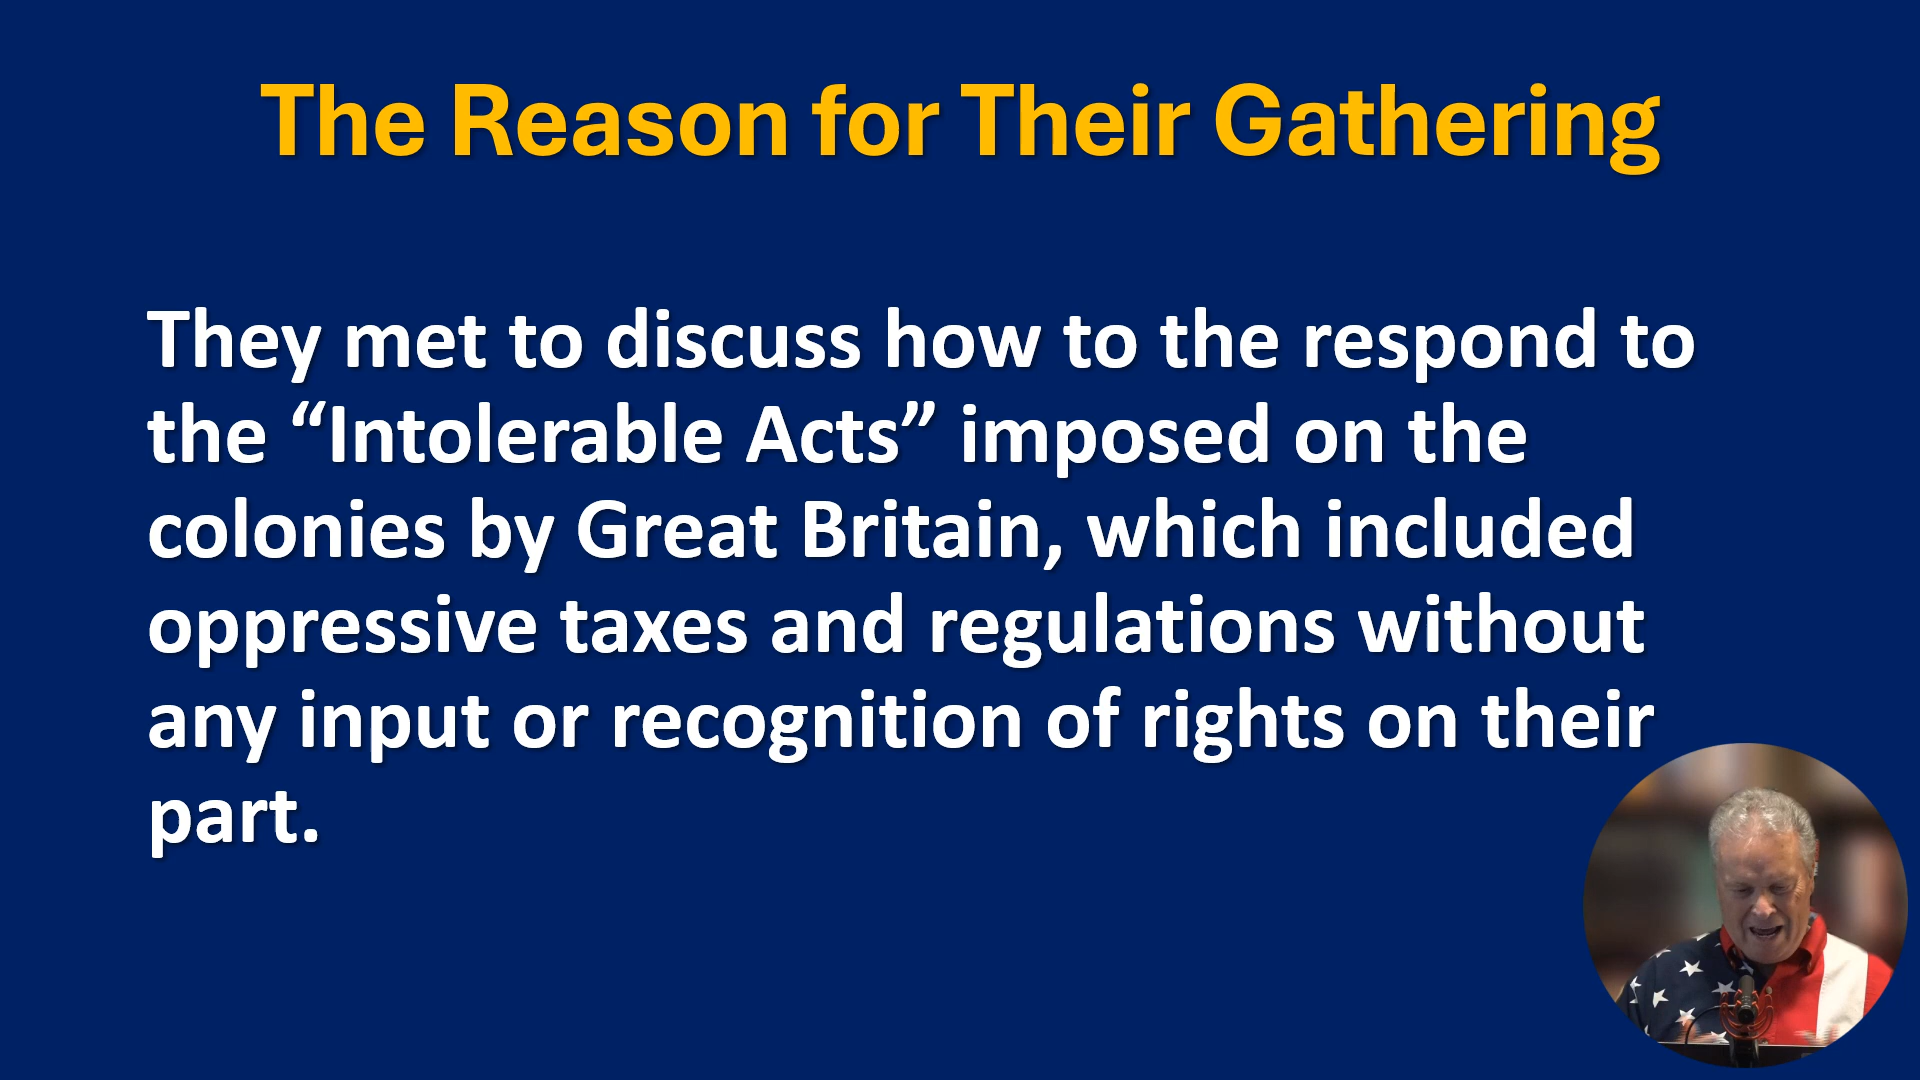 The Reason for Their Gathering
They met to discuss how to the respond to
the “Intolerable Acts” imposed on the
colonies by Great Britain, which included
oppressive taxes and regulations without
any input or recognition of rights on their
part.